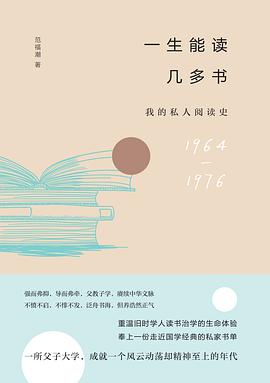 范福潮 著
一生能读
几多书
我的私人阅读史
1964
—
1976
强而弗抑，导而弗牵，父教子学，赓续中华文脉
不愤不启，不悱不发，泛舟书海，但养浩然正气
重温旧时学人读书治学的生命体验
奉上一份走近国学经典的私家书单
一所父子大学，成就一个风云动荡却精神至上的年代